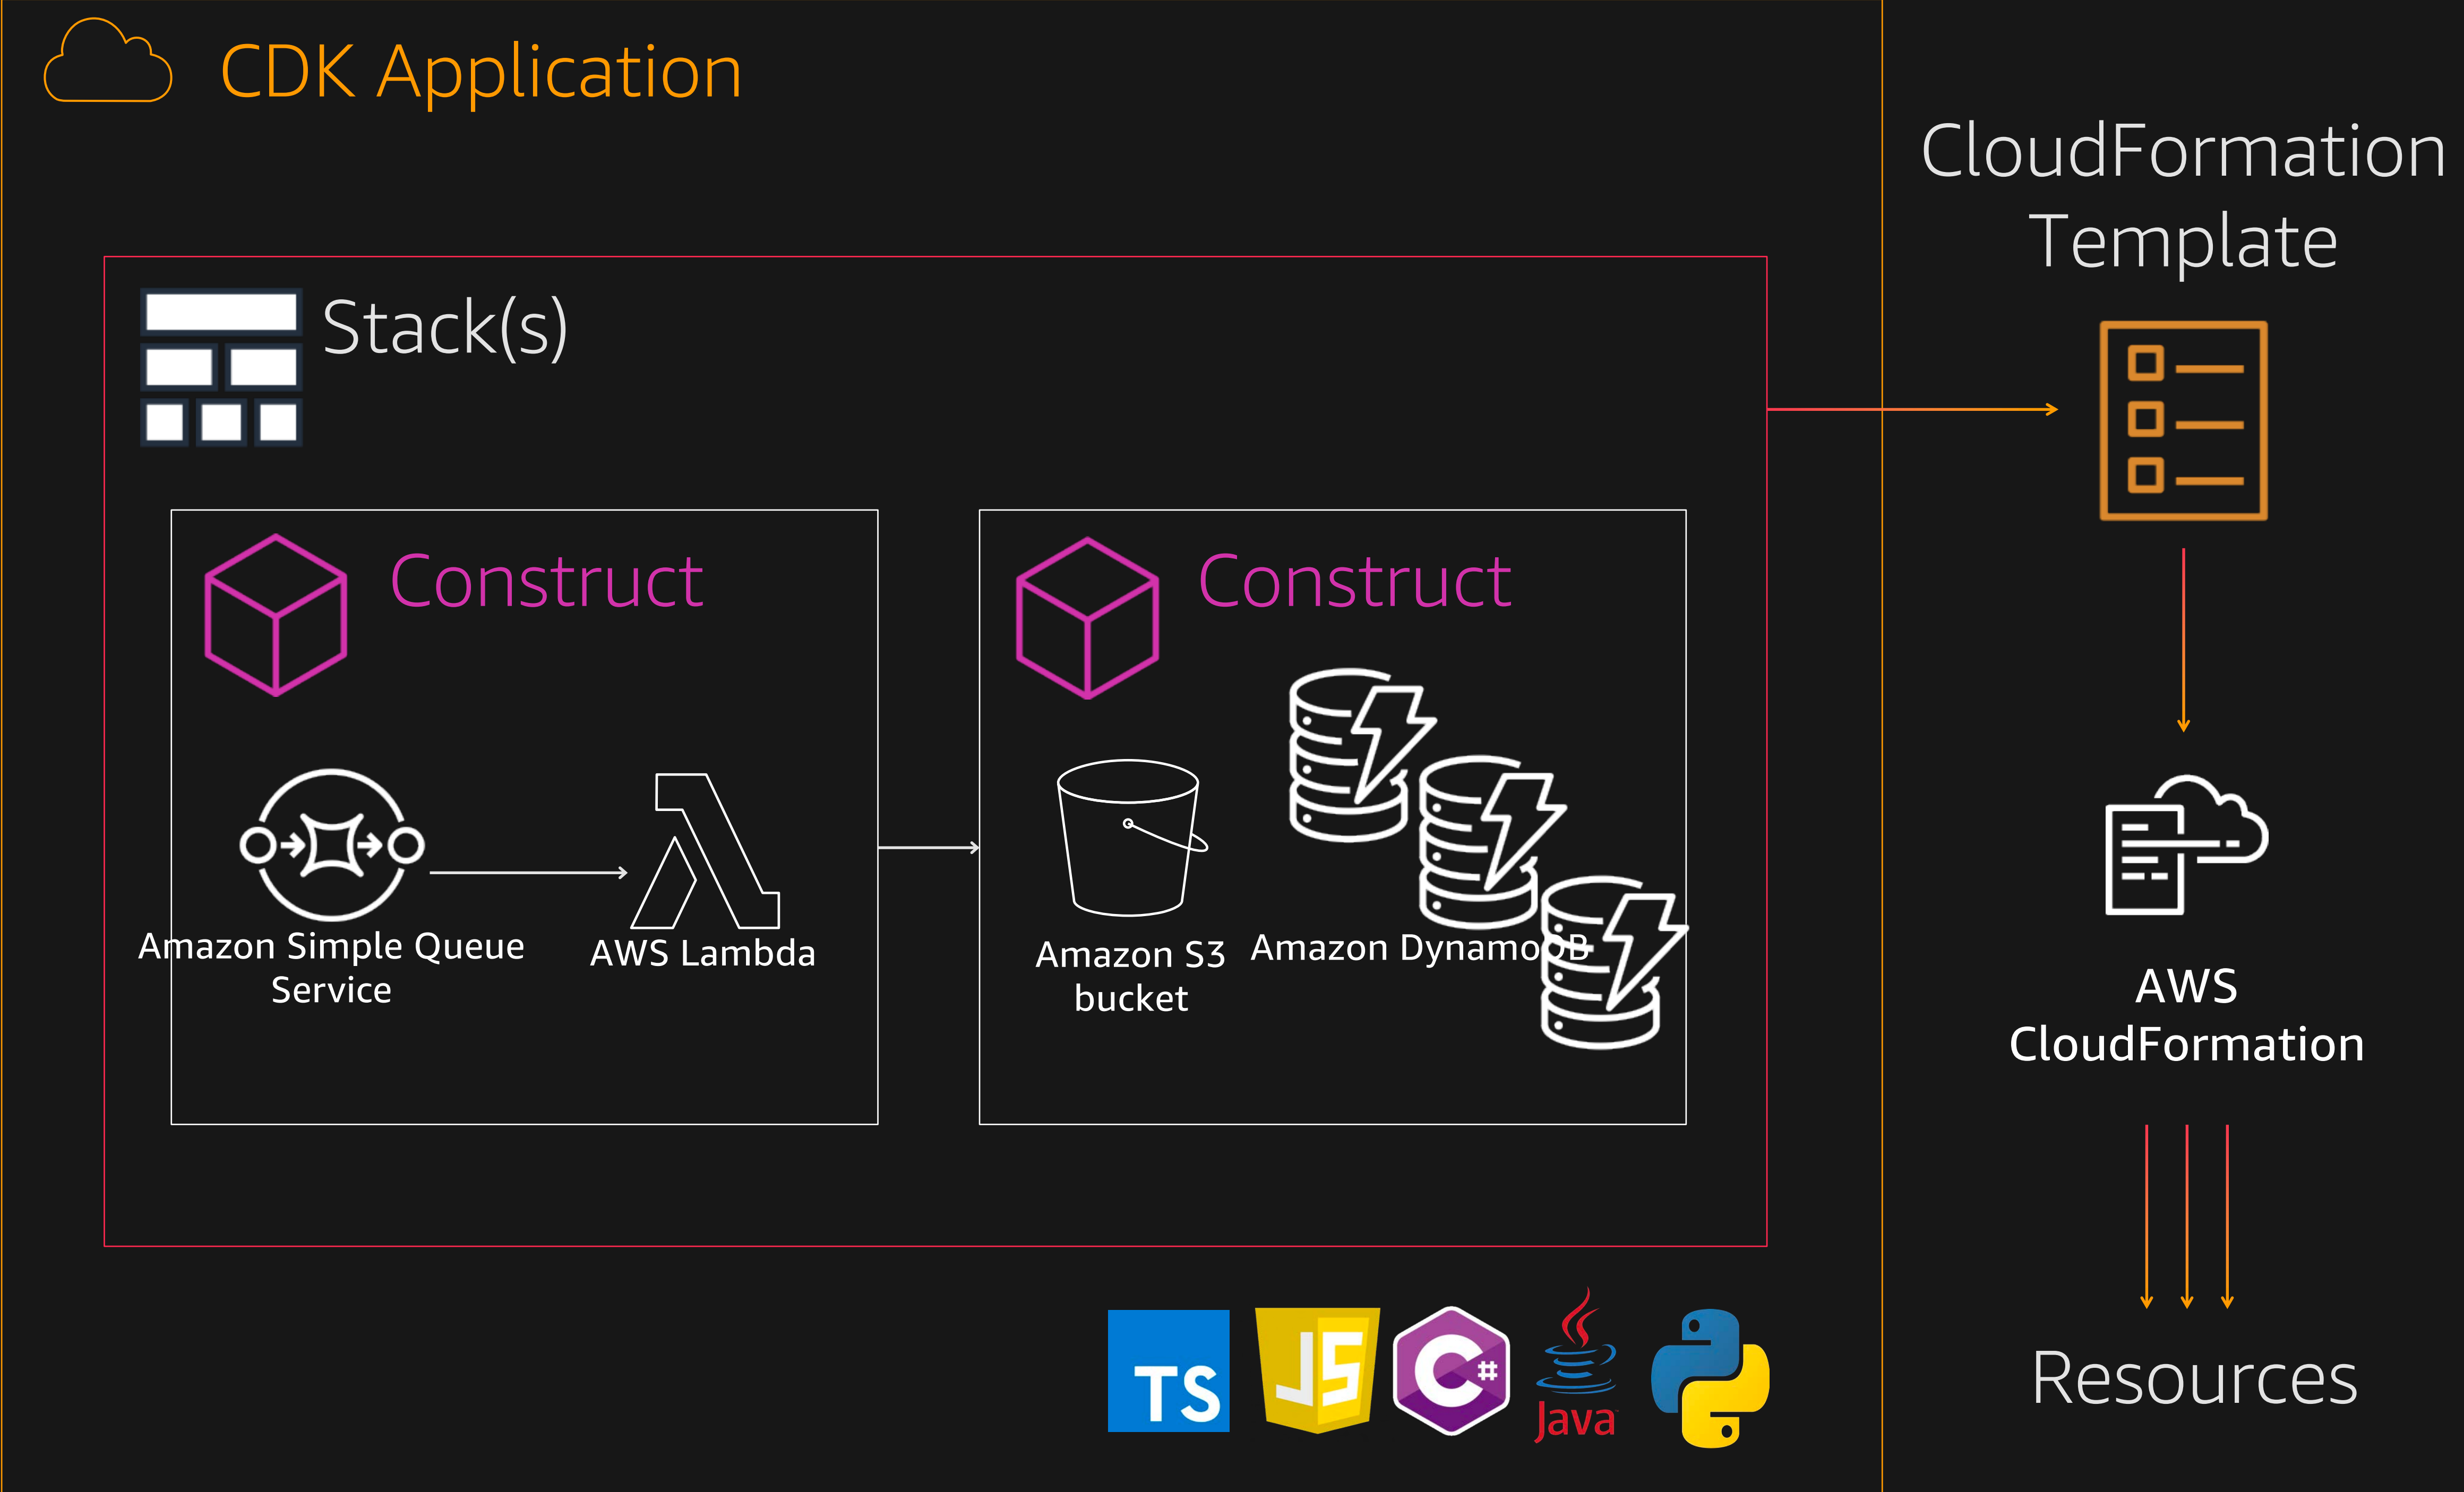 CDK Application
CloudFormation
Template
Stack(s)
Construct
Construct
Amazon Simple Queue
Service
AWS Lambda
Amazon S3
bucket
Amazon DynamoDB
AWS
CloudFormation
TS
JS
C#
Java
Resources